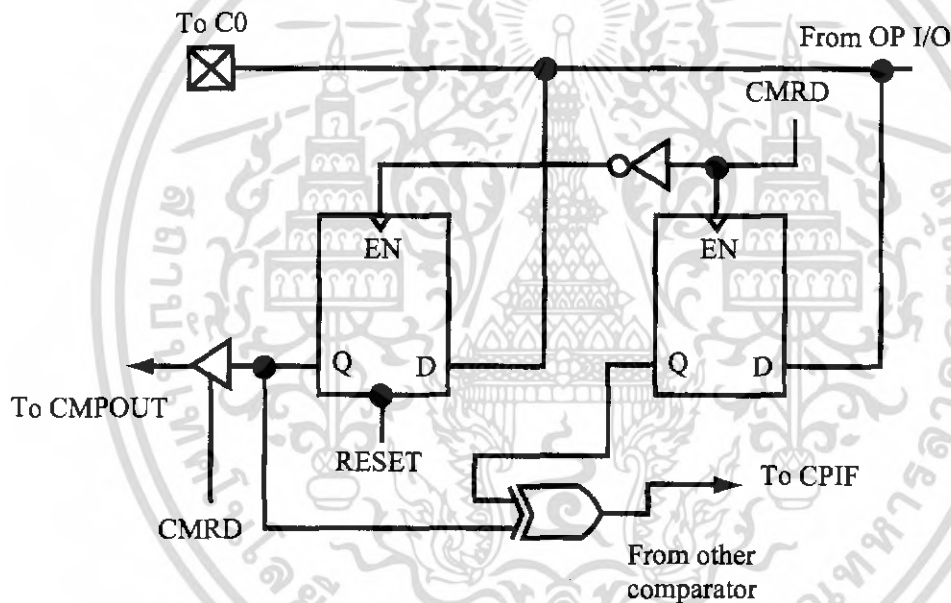 To C0
From OP I/O
CMRD
EN
EN
Q
D
Q
D
To CMPOUT
RESET
To CPIF
CMRD
From other
comparator